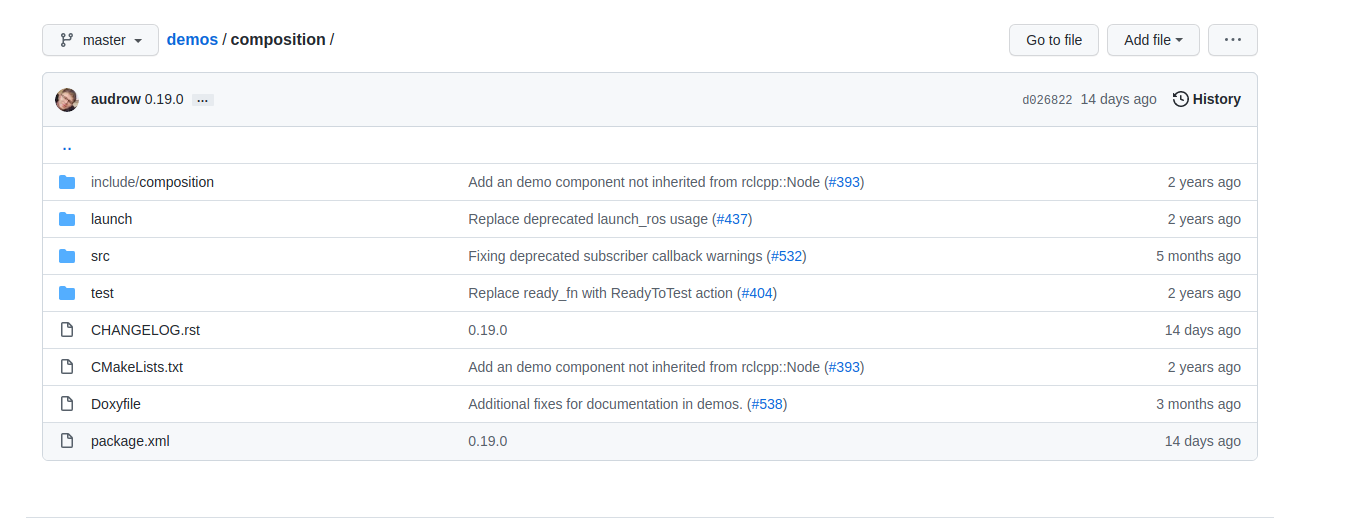 master demos / composition / Go to file Add file ...
audrow 0.19.0 ... d026822 14 days ago History
..
include/composition Add an demo component not inherited from rclcpp::Node (#393) 2 years ago
launch Replace deprecated launch_ros usage (#437) 2 years ago
src Fixing deprecated subscriber callback warnings (#532) 5 months ago
test Replace ready_fn with ReadyToTest action (#404) 2 years ago
CHANGELOG.rst 0.19.0 14 days ago
CMakeLists.txt Add an demo component not inherited from rclcpp::Node (#393) 2 years ago
Doxyfile Additional fixes for documentation in demos. (#538) 3 months ago
package.xml 0.19.0 14 days ago